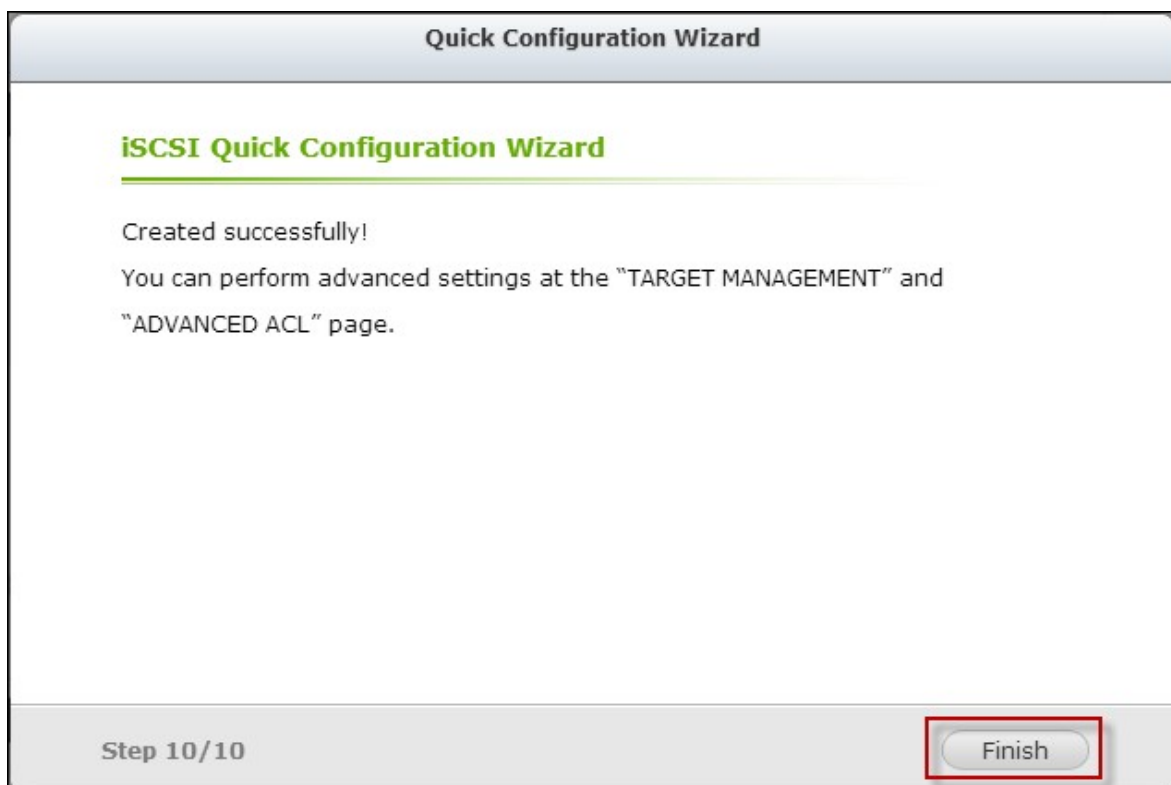 Quick Configuration Wizard
iSCSI Quick Configuration Wizard
Created successfully!
You can perform advanced settings at the “TARGET MANAGEMENT” and
“ADVANCED ACL” page.
Step 10/10
Finish